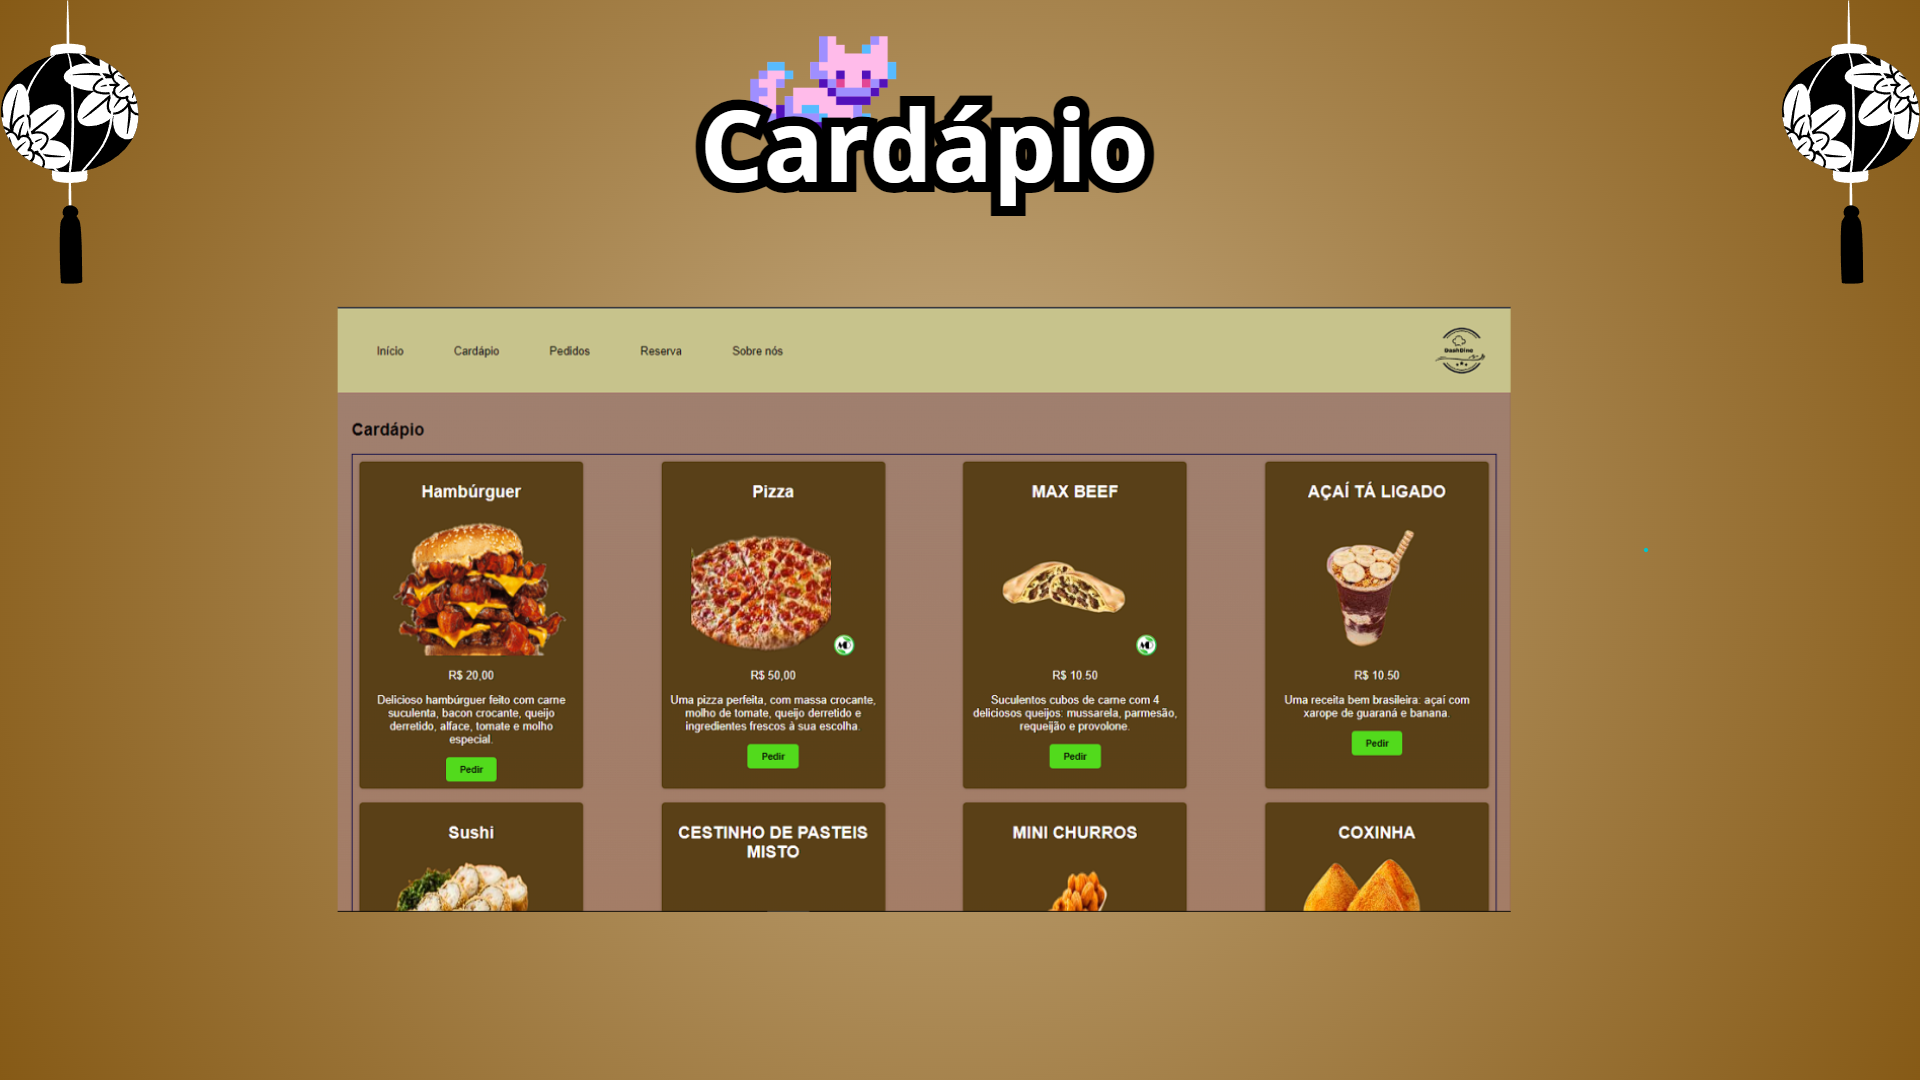 Cardápio
Início
Cardápio
Pedidos
Reserva
Sobre nós
DashDine
Cardápio
Hambúrguer
R$ 20,00
Delicioso hambúrguer feito com carne
suculenta, bacon crocante, queijo
derretido, alface, tomate e molho
especial.
Pedir
Pizza
R$ 50,00
Uma pizza perfeita, com massa crocante,
molho de tomate, queijo derretido e
ingredientes frescos à sua escolha.
Pedir
MAX BEEF
R$ 10.50
Suculentos cubos de carne com 4
deliciosos queijos: mussarela, parmesão,
requeijão e provolone.
Pedir
AÇAÍ TÁ LIGADO
R$ 10.50
Uma receita bem brasileira: açaí com
xarope de guaraná e banana.
Pedir
Sushi
CESTINHO DE PASTEIS
MISTO
MINI CHURROS
COXINHA